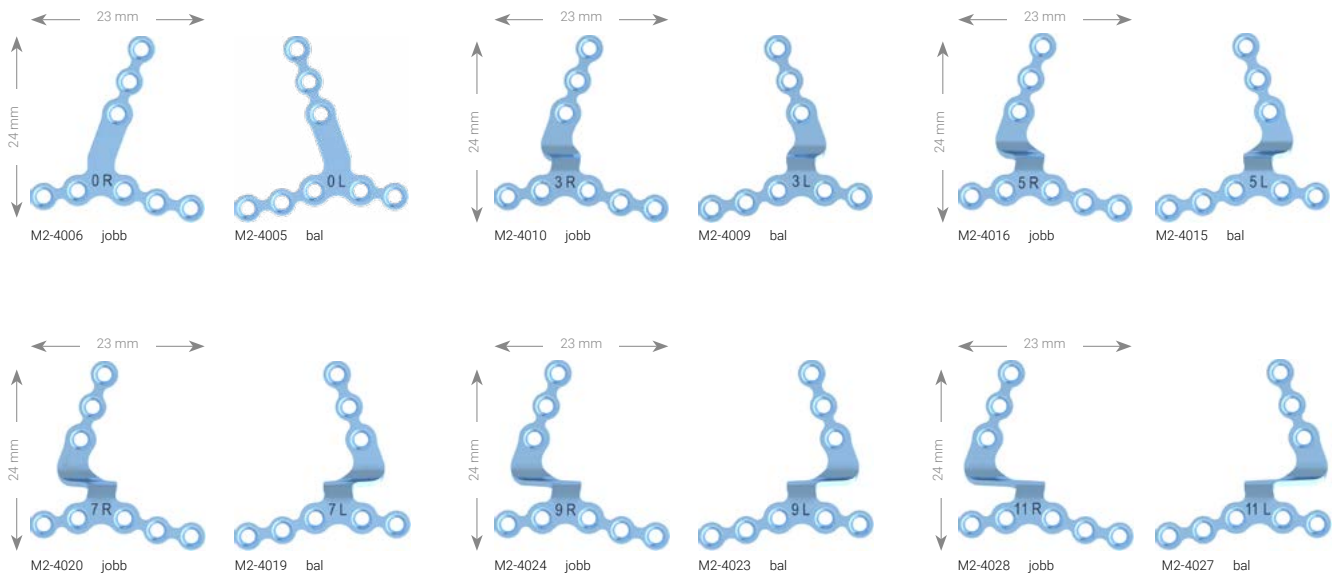 23 mm
23 mm
23 mm
24 mm
24 mm
24 mm
0 R
0 L
3 R
3 L
5 R
5 L
M2-4006 jobb
M2-4005 bal
M2-4010 jobb
M2-4009 bal
M2-4016 jobb
M2-4015 bal
23 mm
23 mm
23 mm
24 mm
24 mm
24 mm
7 R
7 L
9 R
9 L
11 R
11 L
M2-4020 jobb
M2-4019 bal
M2-4024 jobb
M2-4023 bal
M2-4028 jobb
M2-4027 bal